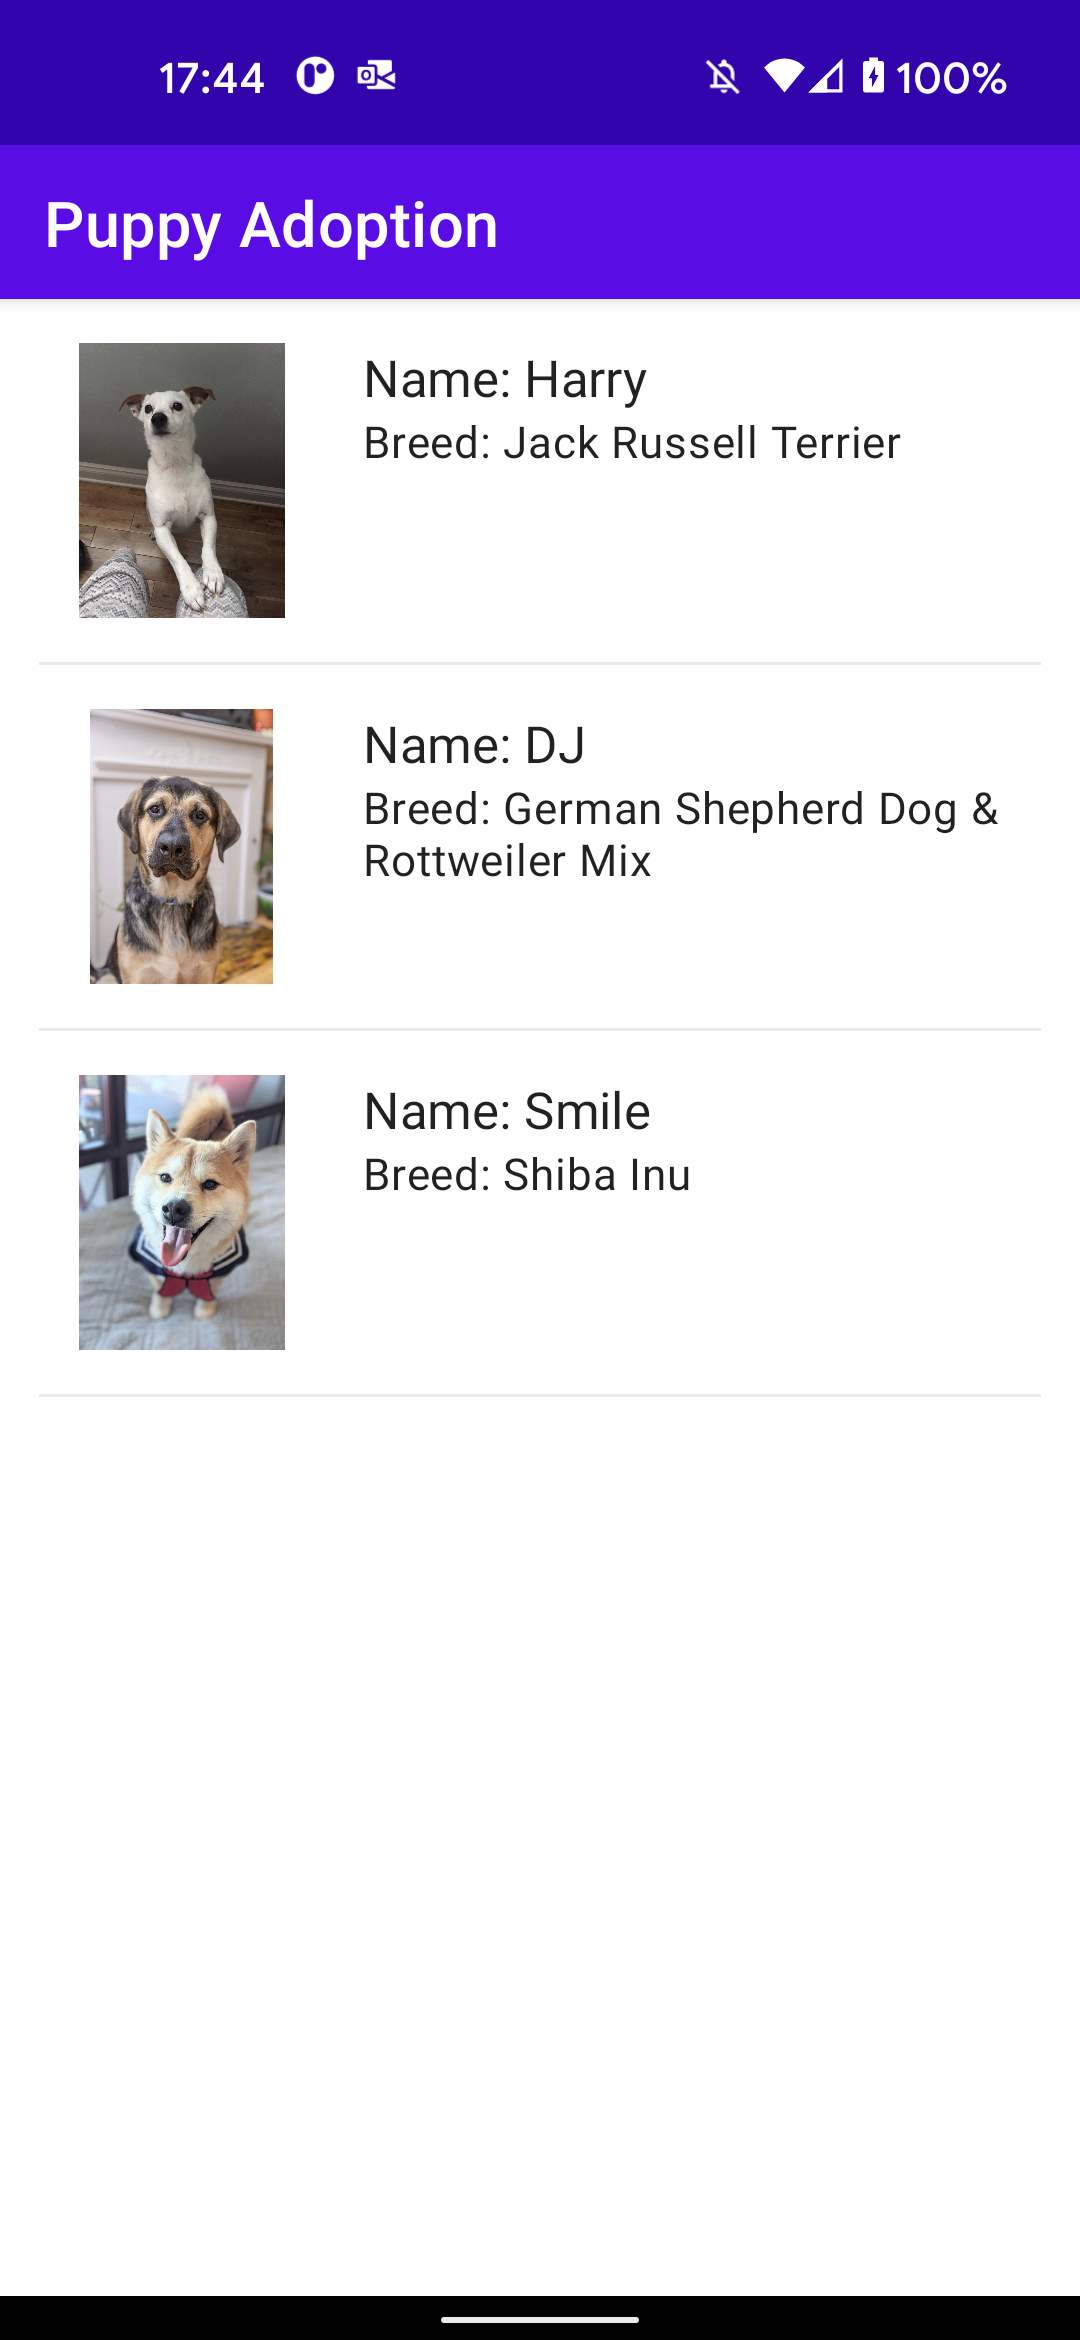 17:44 100%
Puppy Adoption
Name: Harry
Breed: Jack Russell Terrier
Name: DJ
Breed: German Shepherd Dog &
Rottweiler Mix
Name: Smile
Breed: Shiba Inu